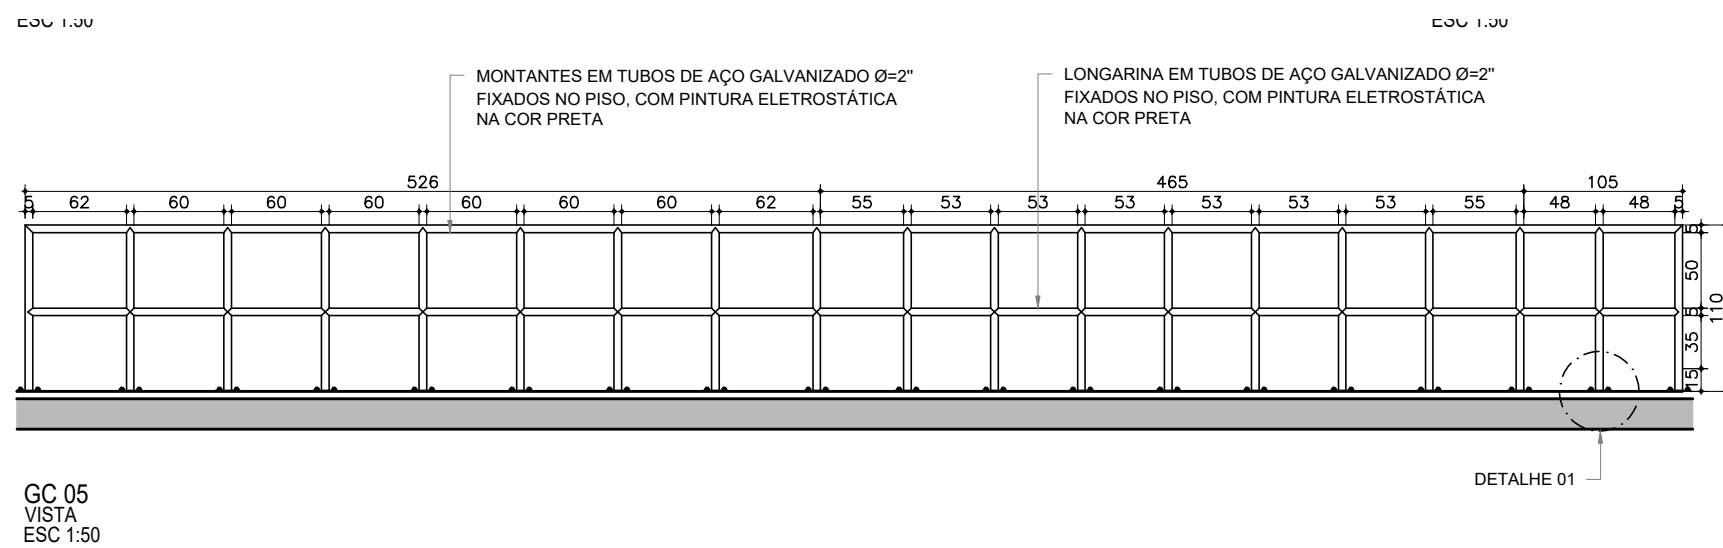 ESC 1:50
ESC 1:50
MONTANTES EM TUBOS DE AÇO GALVANIZADO Ø=2"
FIXADOS NO PISO, COM PINTURA ELETROSTÁTICA
NA COR PRETA
LONGARINA EM TUBOS DE AÇO GALVANIZADO Ø=2"
FIXADOS NO PISO, COM PINTURA ELETROSTÁTICA
NA COR PRETA
526 465 105
5 62 60 60 60 60 60 60 62 55 53 53 53 53 53 53 55 48 48 5
5
50
5
35
15
110
DETALHE 01
GC 05
VISTA
ESC 1:50